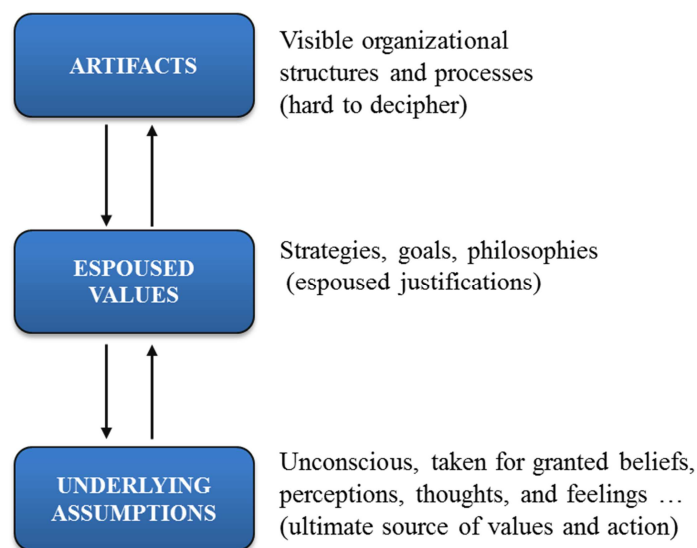 ARTIFACTS
Visible organizational
structures and processes
(hard to decipher)
ESPOUSED
VALUES
Strategies, goals, philosophies
(espoused justifications)
UNDERLYING
ASSUMPTIONS
Unconscious, taken for granted beliefs,
perceptions, thoughts, and feelings …
(ultimate source of values and action)